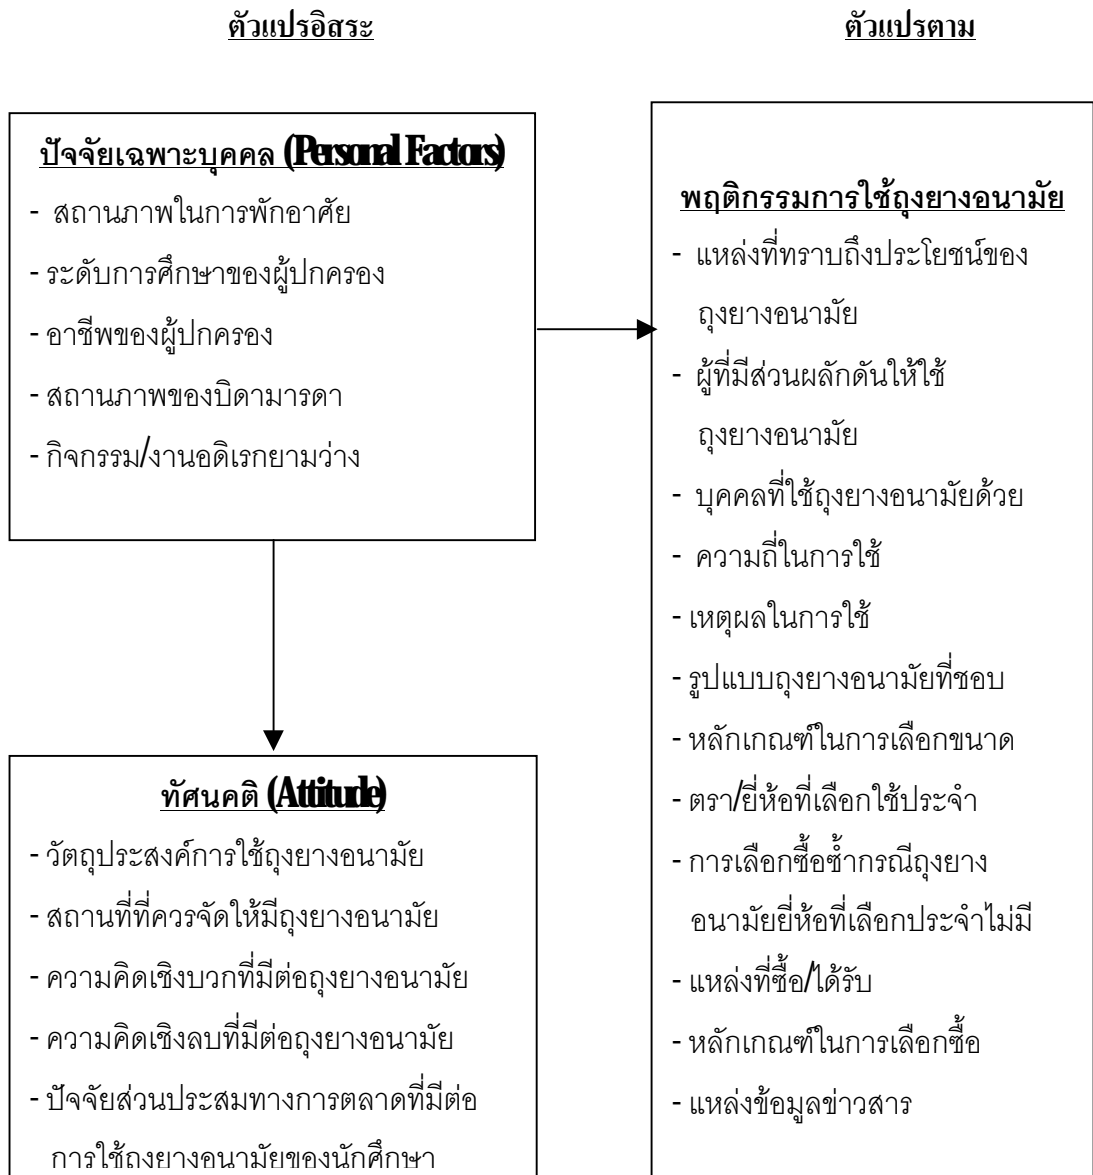 ตัวแปรอิสระ
ตัวแปรตาม
ปัจจัยเฉพาะบุคคล (Personal Factors)
- สถานภาพในการพักอาศัย
- ระดับการศึกษาของผู้ปกครอง
- อาชีพของผู้ปกครอง
- สถานภาพของบิดามารดา
- กิจกรรม/งานอดิเรกยามว่าง
ทัศนคติ (Attitude)
- วัตถุประสงค์การใช้ถุงยางอนามัย
- สถานที่ที่ควรจัดให้มีถุงยางอนามัย
- ความคิดเชิงบวกที่มีต่อถุงยางอนามัย
- ความคิดเชิงลบที่มีต่อถุงยางอนามัย
- ปัจจัยส่วนประสมทางการตลาดที่มีต่อ
การใช้ถุงยางอนามัยของนักศึกษา
พฤติกรรมการใช้ถุงยางอนามัย
- แหล่งที่ทราบถึงประโยชน์ของ
ถุงยางอนามัย
- ผู้ที่มีส่วนผลักดันให้ใช้
ถุงยางอนามัย
- บุคคลที่ใช้ถุงยางอนามัยด้วย
- ความถี่ในการใช้
- เหตุผลในการใช้
- รูปแบบถุงยางอนามัยที่ชอบ
- หลักเกณฑ์ในการเลือกขนาด
- ตรา/ยี่ห้อที่เลือกใช้ประจำ
- การเลือกซื้อซ้ำกรณีถุงยาง
อนามัยยี่ห้อที่เลือกประจำไม่มี
- แหล่งที่ซื้อ/ได้รับ
- หลักเกณฑ์ในการเลือกซื้อ
- แหล่งข้อมูลข่าวสาร